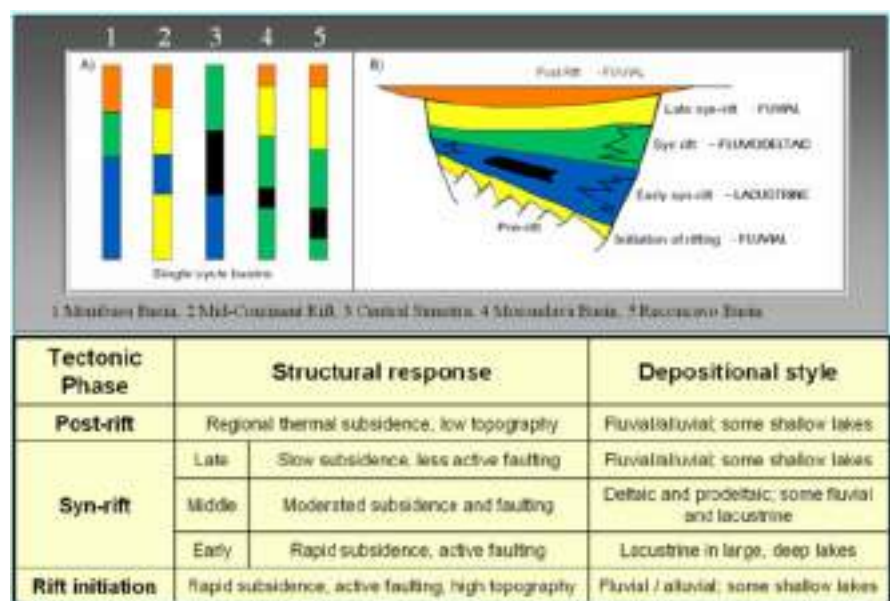 1 2 3 4 5
A)
B)
Post-Rift - FLUVIAL
Late syn-rift - FLUVIAL
Syn rift - FLUVIODELTAIC
Early syn-rift - LACUSTRINE
Pre-rift
Initiation of rifting - FLUVIAL
Single cycle basins
1 Basin, 2 Mid-Continent Rift, 3 Central Sumatra, 4 Morondava Basin, 5 Basin
Tectonic Phase
Structural response
Depositional style
Post-rift
Regional thermal subsidence, low topography
Fluvial/alluvial; some shallow lakes
Syn-rift
Late
Slow subsidence, less active faulting
Fluvial/alluvial; some shallow lakes
Middle
Moderated subsidence and faulting
Deltaic and prodeltaic; some fluvial
and lacustrine
Early
Rapid subsidence, active faulting
Lacustrine in large, deep lakes
Rift initiation
Rapid subsidence, active faulting, high topography
Fluvial / alluvial; some shallow lakes